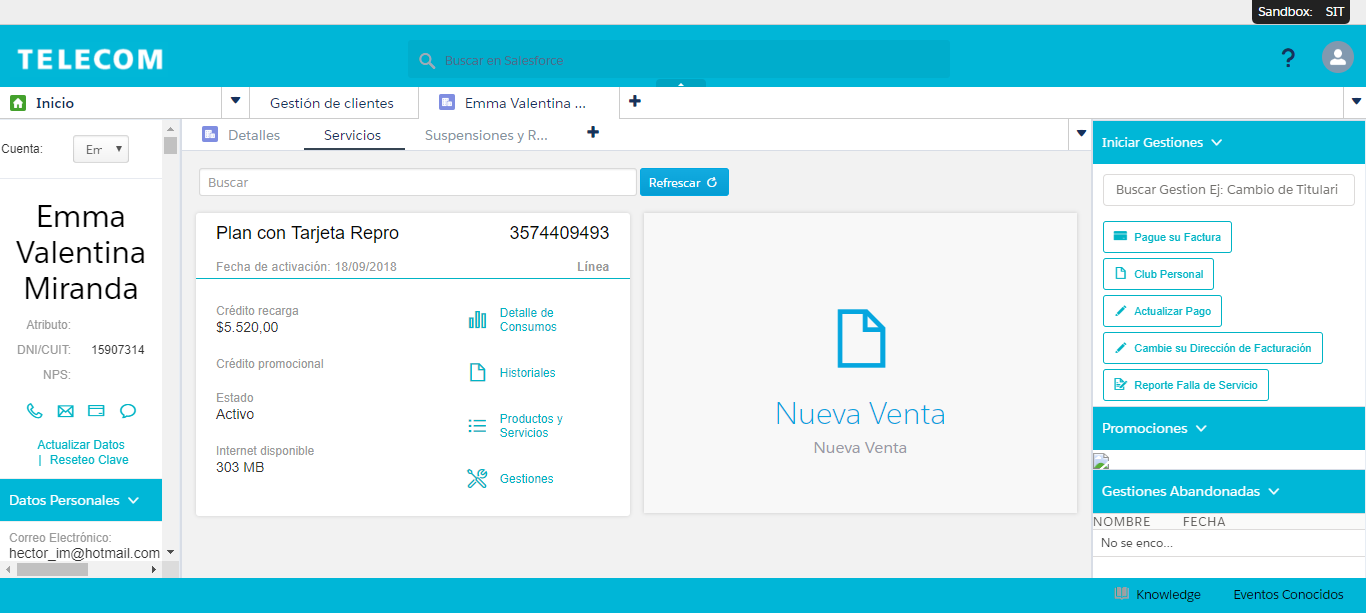 Sandbox: SIT
TELECOM
Buscar en Salesforce
?
Inicio
Gestión de clientes
Emma Valentina ...
Cuenta:
Em
Emma
Valentina
Miranda
Atributo:
DNI/CUIT: 15907314
NPS:
Actualizar Datos
| Reseteo Clave
Datos Personales
Correo Electrónico:
hector_im@hotmail.com
Detalles
Servicios
Suspensiones y R...
Buscar
Refrescar
Plan con Tarjeta Repro 3574409493
Fecha de activación: 18/09/2018 Línea
Crédito recarga
$5.520,00
Crédito promocional
Estado
Activo
Internet disponible
303 MB
Detalle de
Consumos
Historiales
Productos y
Servicios
Gestiones
Nueva Venta
Nueva Venta
Iniciar Gestiones
Buscar Gestion Ej: Cambio de Titulari
Pague su Factura
Club Personal
Actualizar Pago
Cambie su Dirección de Facturación
Reporte Falla de Servicio
Promociones
Gestiones Abandonadas
NOMBRE FECHA
No se enco...
Knowledge
Eventos Conocidos